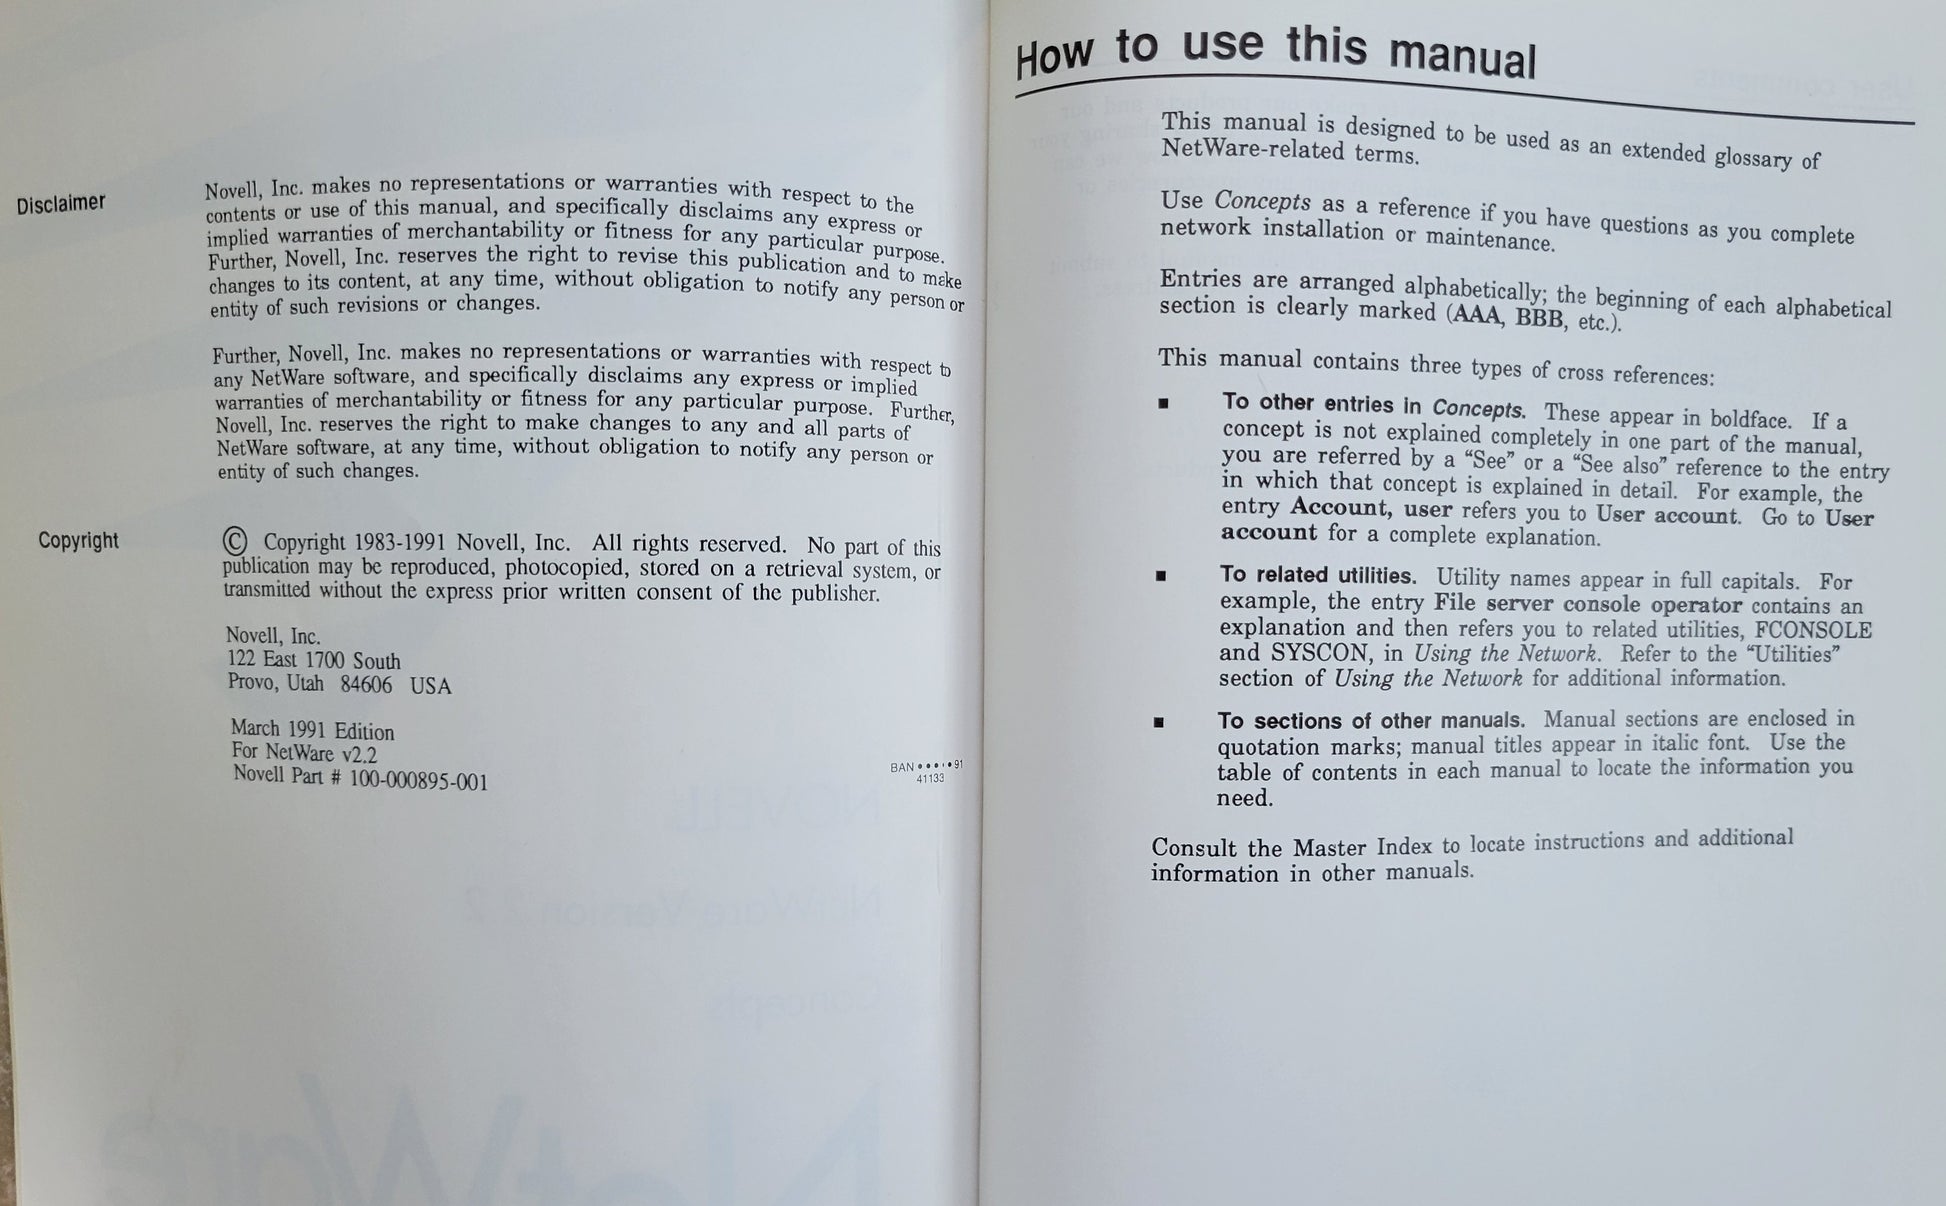 Disclaimer
Novell, Inc. makes no representations or warranties with respect to the
contents or use of this manual, and specifically disclaims any express or
implied warranties of merchantability or fitness for any particular purpose.
Further, Novell, Inc. reserves the right to revise this publication and to make
changes to its content, at any time, without obligation to notify any person or
entity of such revisions or changes.
Further, Novell, Inc. makes no representations or warranties with respect to
any NetWare software, and specifically disclaims any express or implied
warranties of merchantability or fitness for any particular purpose. Further,
Novell, Inc. reserves the right to make changes to any and all parts of
NetWare software, at any time, without obligation to notify any person or
entity of such changes.
Copyright
© Copyright 1983-1991 Novell, Inc. All rights reserved. No part of this
publication may be reproduced, photocopied, stored on a retrieval system, or
transmitted without the express prior written consent of the publisher.
Novell, Inc.
122 East 1700 South
Provo, Utah 84606 USA
March 1991 Edition
For NetWare v2.2
Novell Part # 100-000895-001
BAN ••••• 91
41133
How to use this manual
This manual is designed to be used as an extended glossary of
NetWare-related terms.
Use Concepts as a reference if you have questions as you complete
network installation or maintenance.
Entries are arranged alphabetically; the beginning of each alphabetical
section is clearly marked (AAA, BBB, etc.).
This manual contains three types of cross references:
■ To other entries in Concepts. These appear in boldface. If a
concept is not explained completely in one part of the manual,
you are referred by a “See” or a “See also” reference to the entry
in which that concept is explained in detail. For example, the
entry Account, user refers you to User account. Go to User
account for a complete explanation.
■ To related utilities. Utility names appear in full capitals. For
example, the entry File server console operator contains an
explanation and then refers you to related utilities, FCONSOLE
and SYSCON, in Using the Network. Refer to the “Utilities”
section of Using the Network for additional information.
■ To sections of other manuals. Manual sections are enclosed in
quotation marks; manual titles appear in italic font. Use the
table of contents in each manual to locate the information you
need.
Consult the Master Index to locate instructions and additional
information in other manuals.